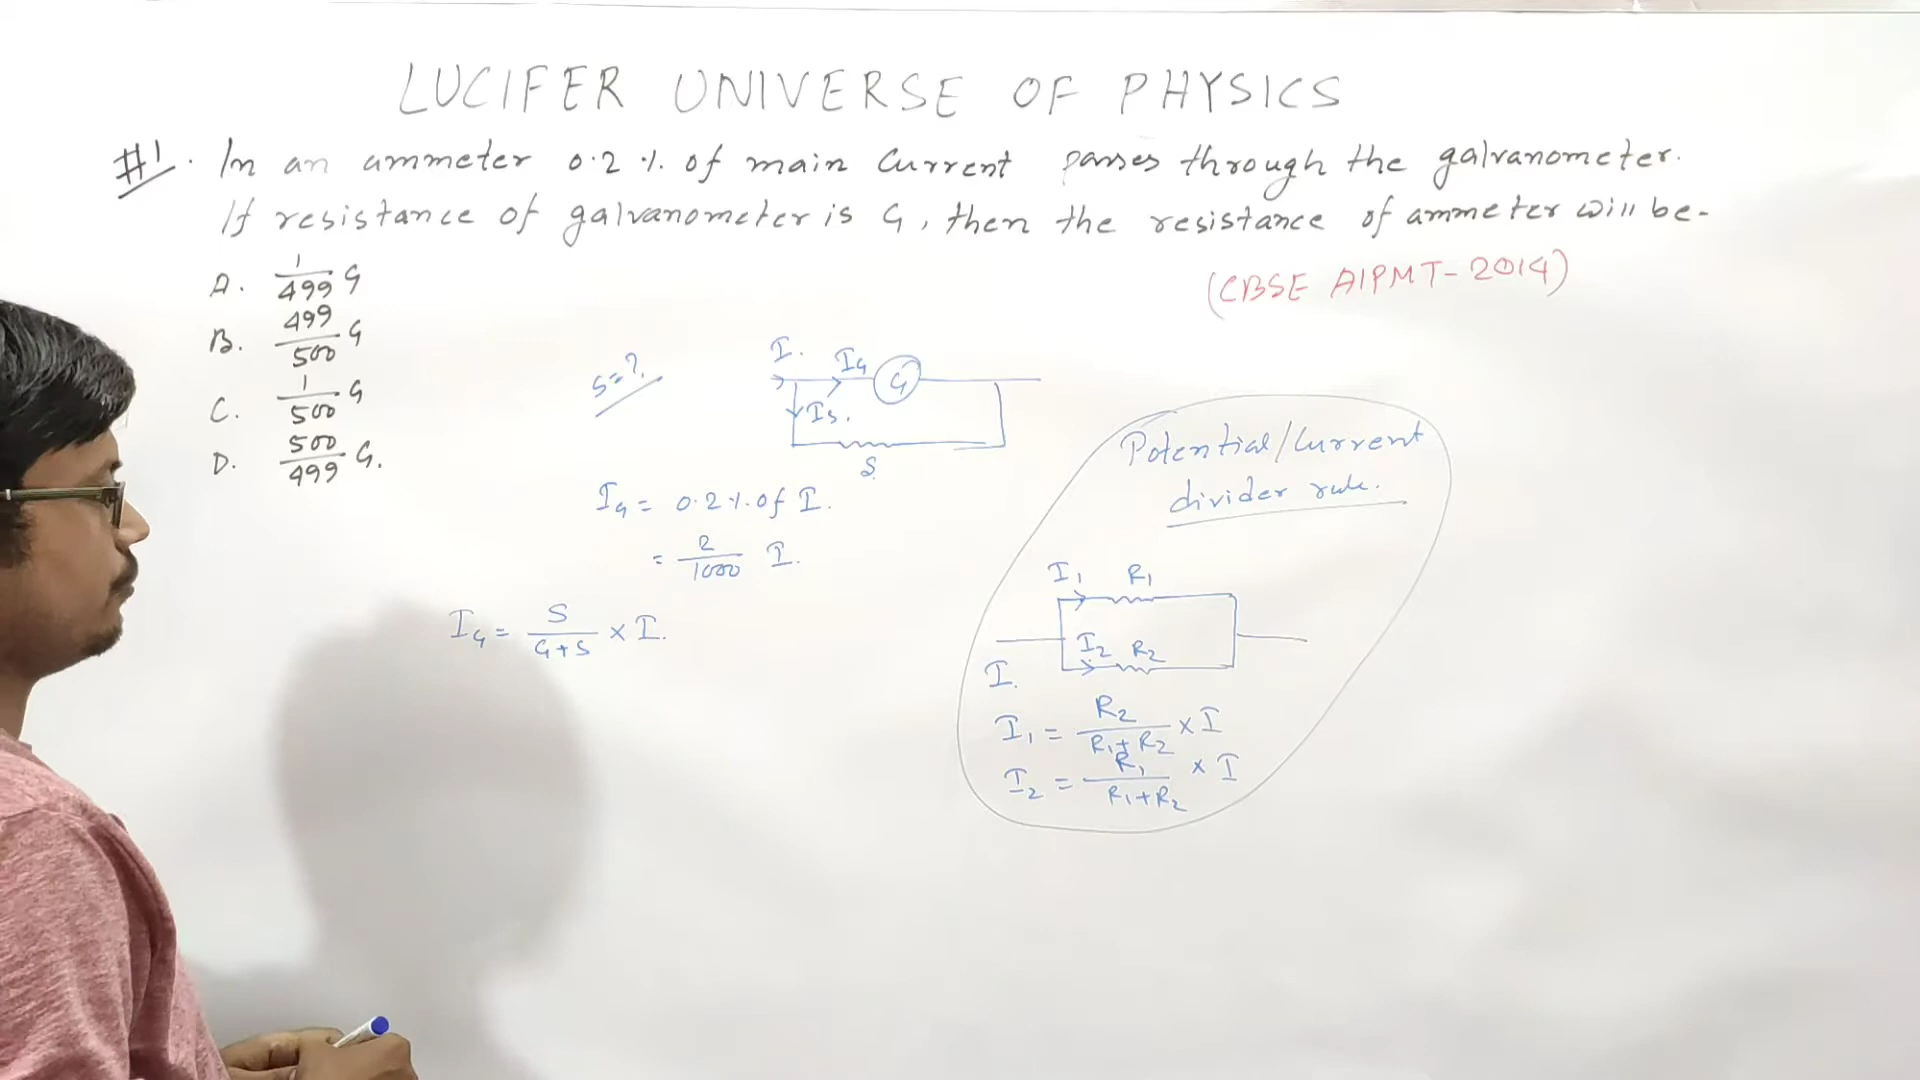 LUCIFER UNIVERSE OF PHYSICS
#1. In an ammeter 0.2 %. of main Current passes through the galvanometer.
If resistance of galvanometer is G, then the resistance of ammeter will be-
(CBSE AIPMT-2014)
A. 1/499 G
B. 499/500 G
C. 1/500 G
D. 500/499 G.
S=?
I. IG G
Is.
S
IG = 0.2 %. of I.
= 2/1000 I.
IG = S/G+S × I.
Potential/Current
divider rule.
I1 R1
I2 R2
I.
I1 = R2/R1+R2 × I
I2 = R1/R1+R2 × I